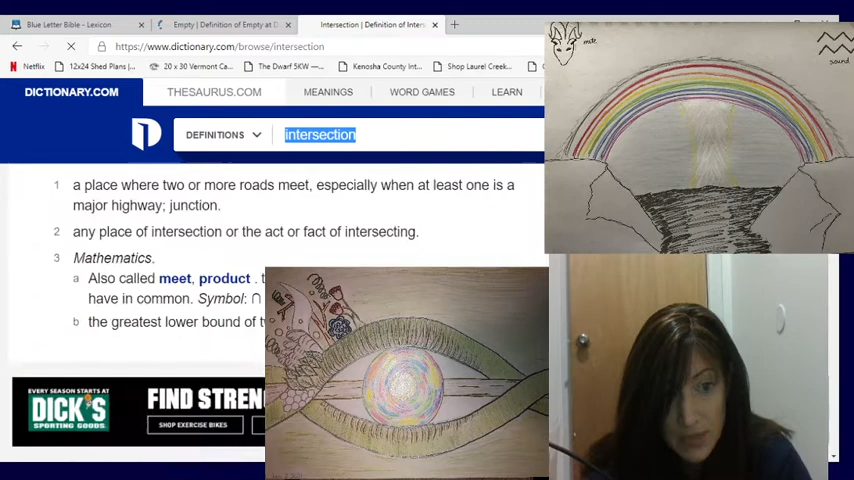 Blue Letter Bible - Lexicon
Empty | Definition of Empty at D
Intersection | Definition of Inters
https://www.dictionary.com/browse/intersection
Netflix
12x24 Shed Plans |...
20 x 30 Vermont Ca...
The Dwarf 5KW —...
Kenosha County Int...
Shop Laurel Creek...
DICTIONARY.COM
THESAURUS.COM
MEANINGS
WORD GAMES
LEARN
DEFINITIONS
intersection
1 a place where two or more roads meet, especially when at least one is a
major highway; junction.
2 any place of intersection or the act or fact of intersecting.
3 Mathematics.
a Also called meet, product . t
have in common. Symbol: ∩
b the greatest lower bound of tw
EVERY SEASON STARTS AT
DICK'S
SPORTING GOODS
FIND STREN
SHOP EXERCISE BIKES
SHOP
sound